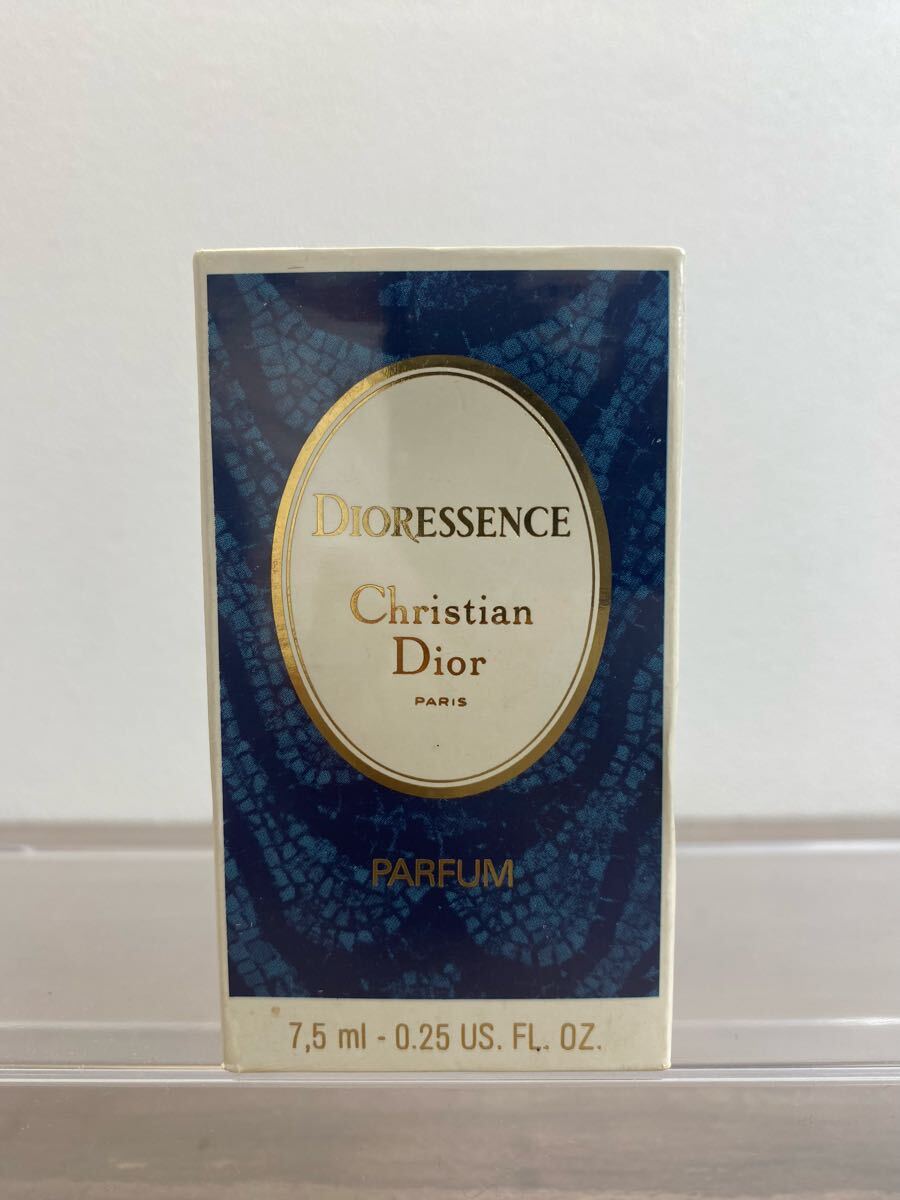 DIORESSENCE
Christian
Dior
PARIS
PARFUM
7,5 ml - 0.25 US. FL. OZ.